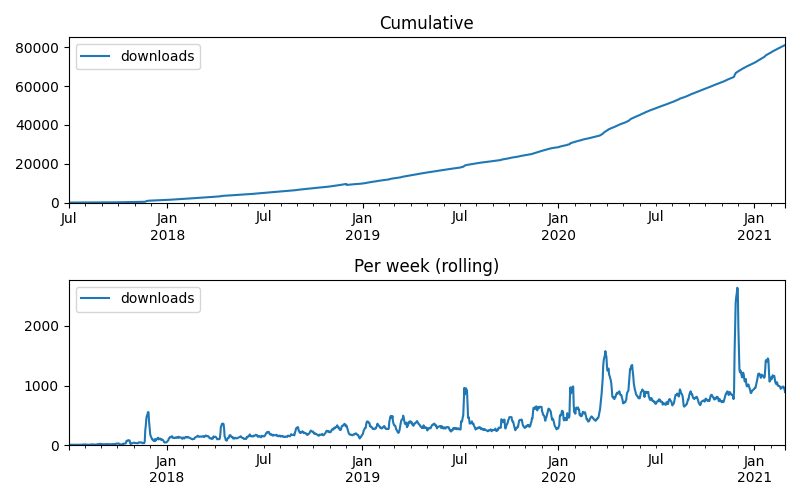 Cumulative
downloads
80000
60000
40000
20000
0
Jul Jan Jul Jan Jul Jan Jul Jan
2018 2019 2020 2021
Per week (rolling)
downloads
2000
1000
0
Jan Jul Jan Jul Jan Jul Jan
2018 2019 2020 2021